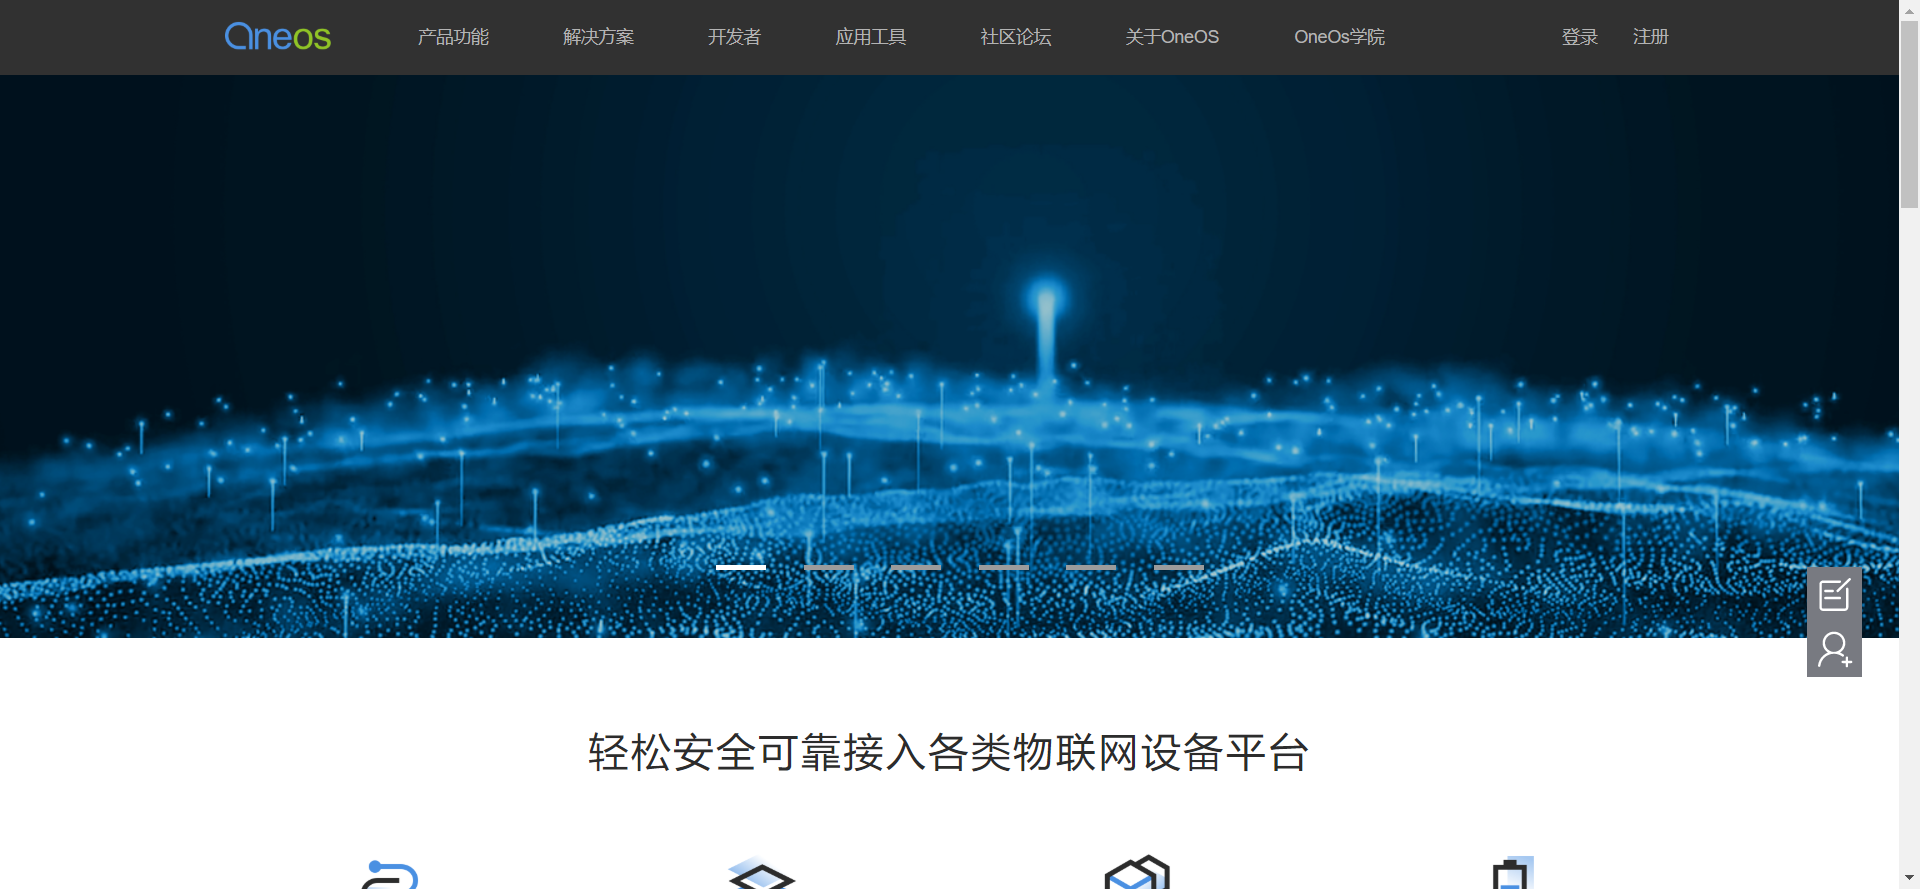 Oneos
产品功能
解决方案
开发者
应用工具
社区论坛
关于OneOS
OneOs学院
登录
注册
轻松安全可靠接入各类物联网设备平台